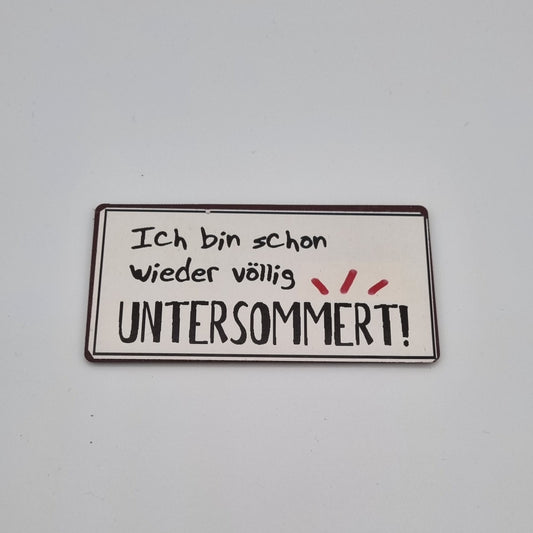 Ich bin schon
wieder völlig
UNTERSOMMERT!